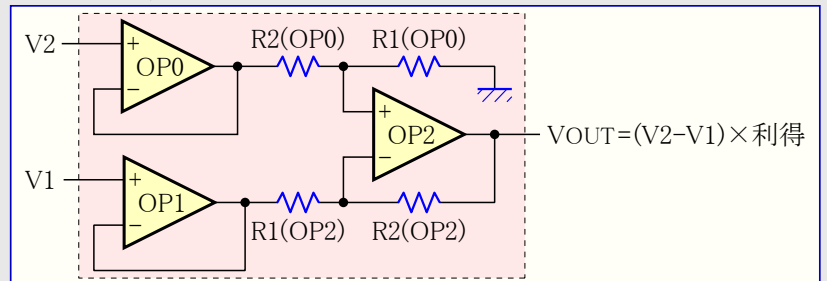 V2
+
−
OP0
R2(OP0)
R1(OP0)
+
−
OP2
VOUT=(V2-V1)×利得
V1
+
−
OP1
R1(OP2)
R2(OP2)